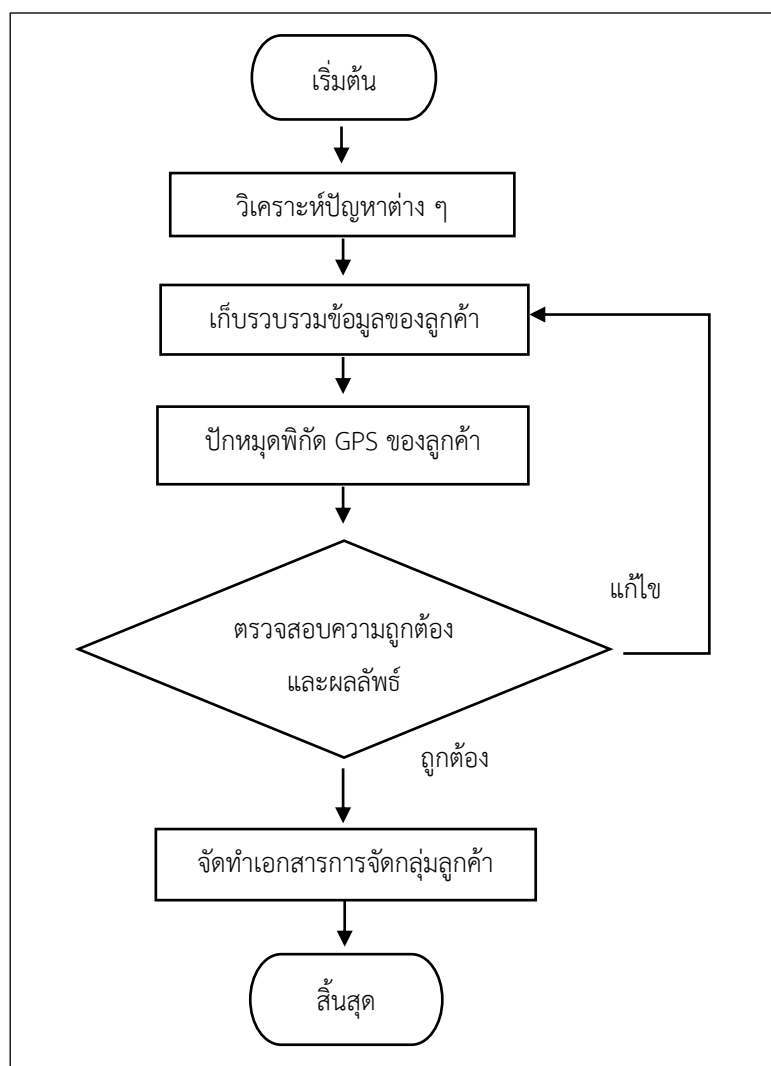 เริ่มต้น
วิเคราะห์ปัญหาต่าง ๆ
เก็บรวบรวมข้อมูลของลูกค้า
ปักหมุดพิกัด GPS ของลูกค้า
แก้ไข
ตรวจสอบความถูกต้อง
และผลลัพธ์
ถูกต้อง
จัดทำเอกสารการจัดกลุ่มลูกค้า
สิ้นสุด